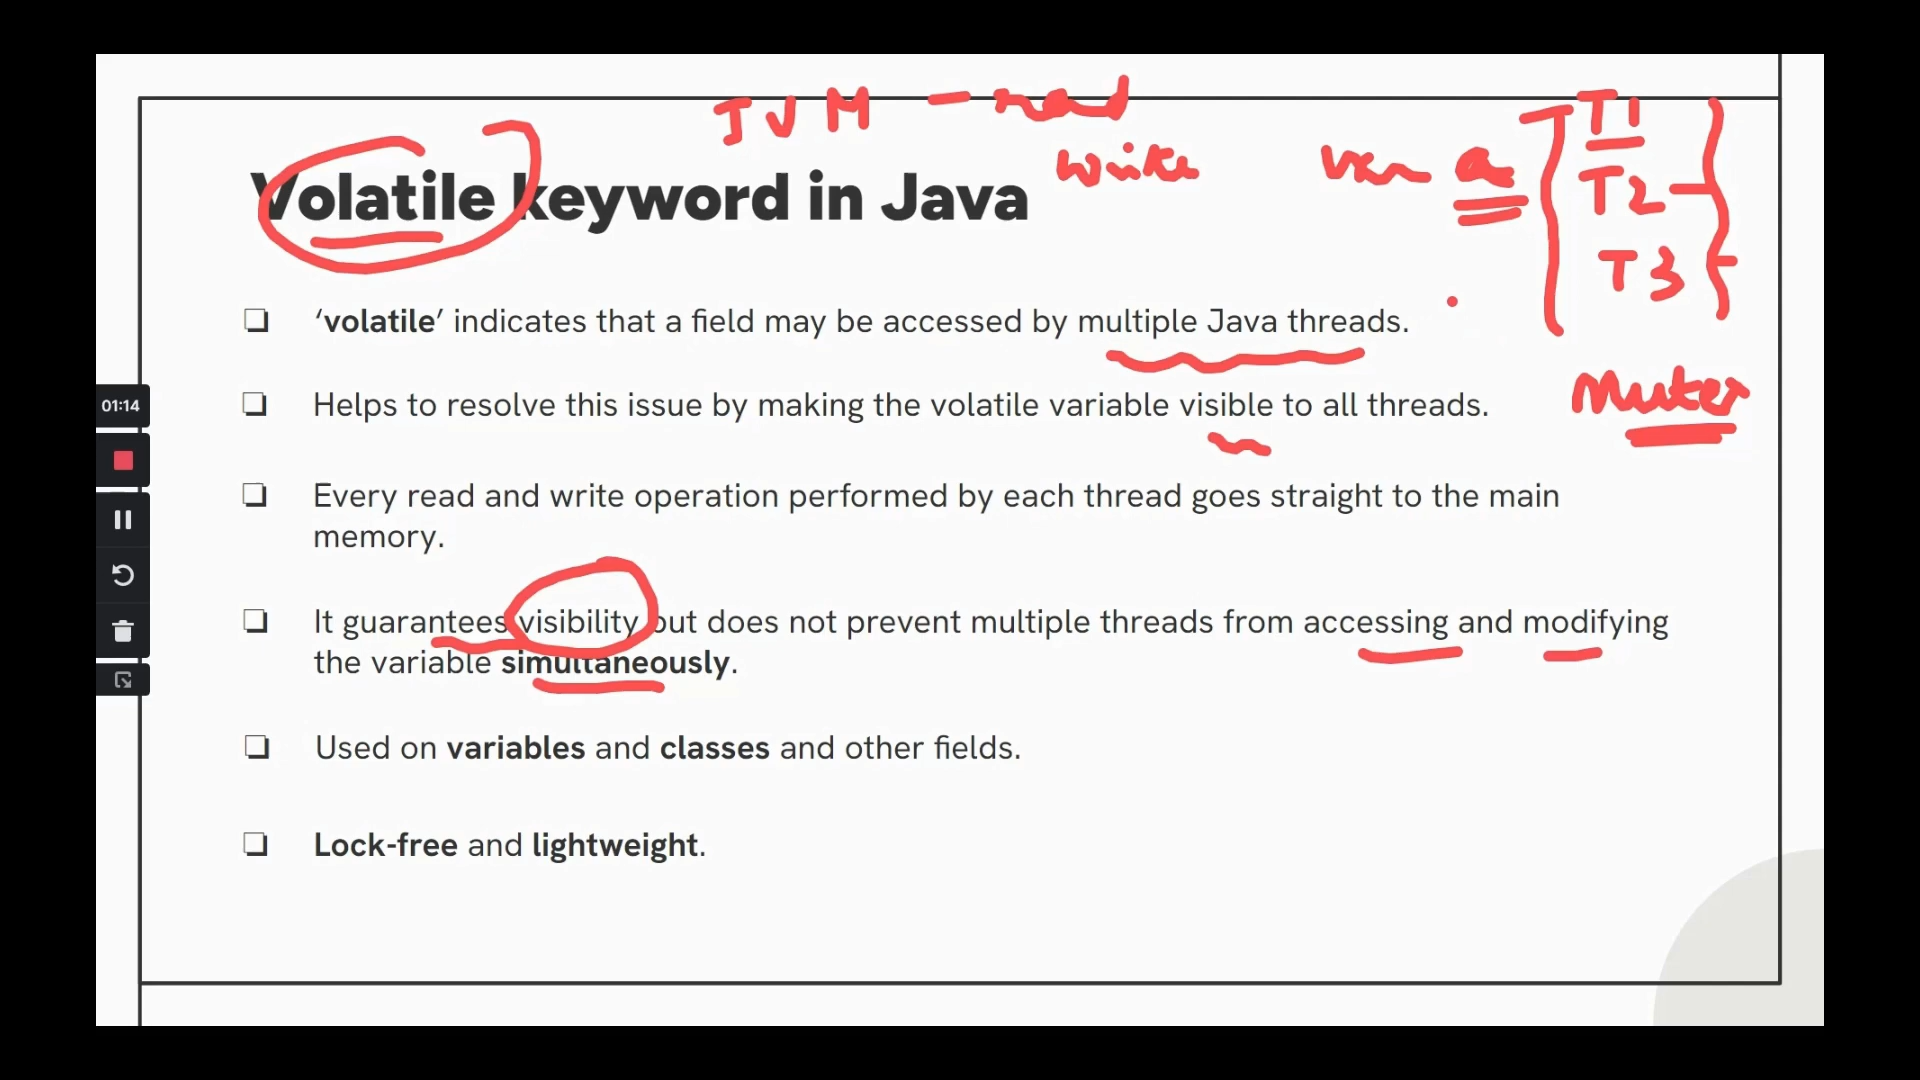 JVM - read
write
var a
T1
T2
T3
Volatile keyword in Java
❏ ‘volatile’ indicates that a field may be accessed by multiple Java threads.
Mutex
01:14
❏ Helps to resolve this issue by making the volatile variable visible to all threads.
❏ Every read and write operation performed by each thread goes straight to the main
memory.
❏ It guarantees visibility but does not prevent multiple threads from accessing and modifying
the variable simultaneously.
❏ Used on variables and classes and other fields.
❏ Lock-free and lightweight.